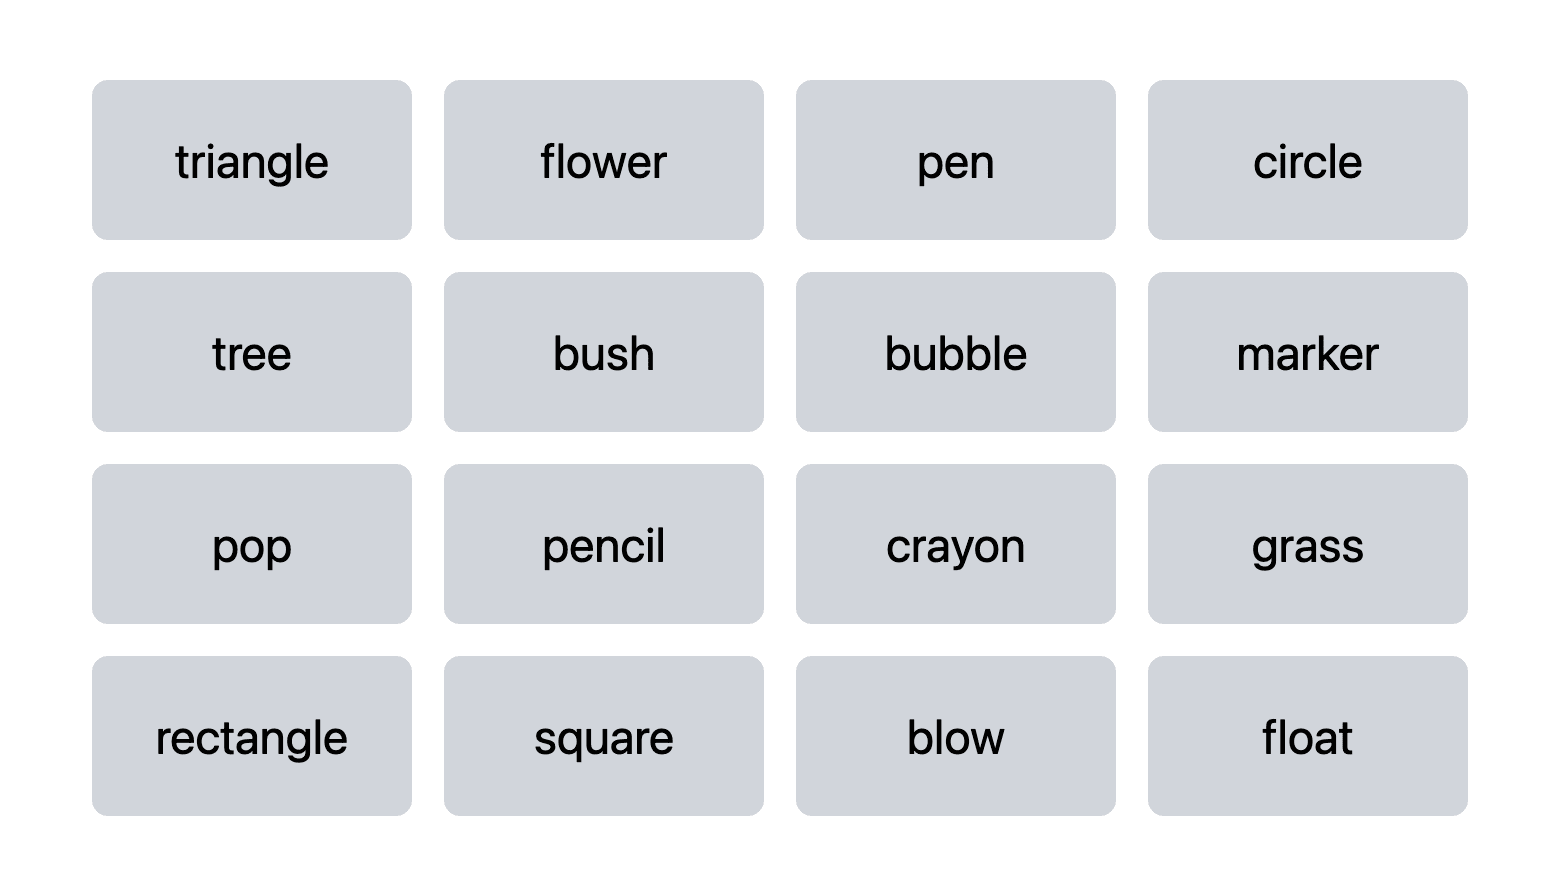 triangle flower pen circle
tree bush bubble marker
pop pencil crayon grass
rectangle square blow float